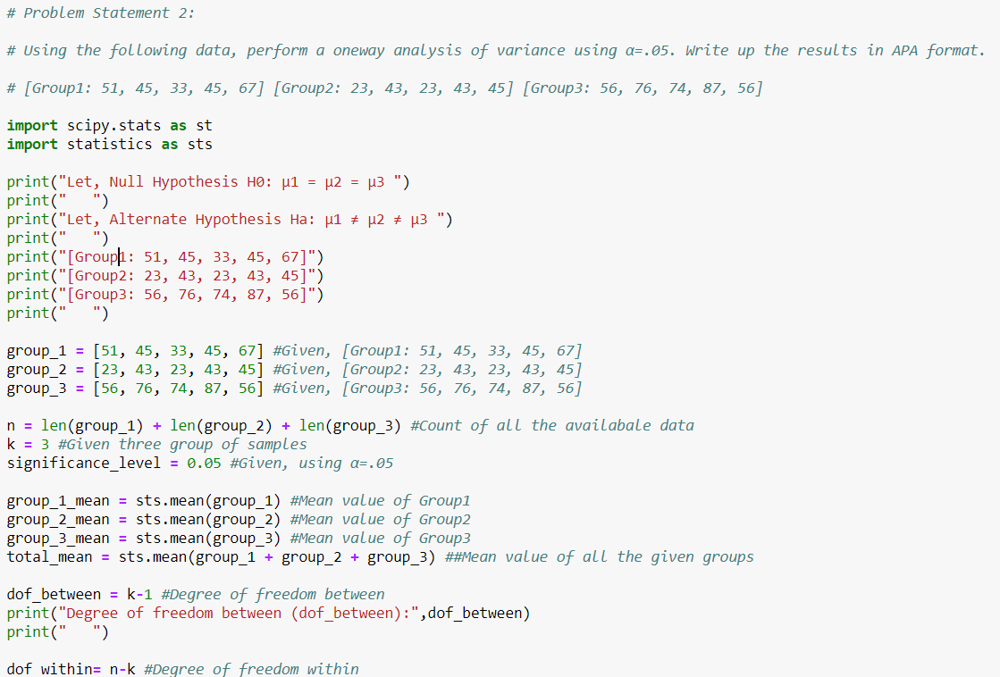 # Problem Statement 2:
# Using the following data, perform a oneway analysis of variance using α=.05. Write up the results in APA format.
# [Group1: 51, 45, 33, 45, 67] [Group2: 23, 43, 23, 43, 45] [Group3: 56, 76, 74, 87, 56]
import scipy.stats as st
import statistics as sts
print("Let, Null Hypothesis H0: μ1 = μ2 = μ3 ")
print("   ")
print("Let, Alternate Hypothesis Ha: μ1 ≠ μ2 ≠ μ3 ")
print("   ")
print("[Group1: 51, 45, 33, 45, 67]")
print("[Group2: 23, 43, 23, 43, 45]")
print("[Group3: 56, 76, 74, 87, 56]")
print("   ")
group_1 = [51, 45, 33, 45, 67] #Given, [Group1: 51, 45, 33, 45, 67]
group_2 = [23, 43, 23, 43, 45] #Given, [Group2: 23, 43, 23, 43, 45]
group_3 = [56, 76, 74, 87, 56] #Given, [Group3: 56, 76, 74, 87, 56]
n = len(group_1) + len(group_2) + len(group_3) #Count of all the availabale data
k = 3 #Given three group of samples
significance_level = 0.05 #Given, using α=.05
group_1_mean = sts.mean(group_1) #Mean value of Group1
group_2_mean = sts.mean(group_2) #Mean value of Group2
group_3_mean = sts.mean(group_3) #Mean value of Group3
total_mean = sts.mean(group_1 + group_2 + group_3) ##Mean value of all the given groups
dof_between = k-1 #Degree of freedom between
print("Degree of freedom between (dof_between):",dof_between)
print("   ")
dof_within= n-k #Degree of freedom within